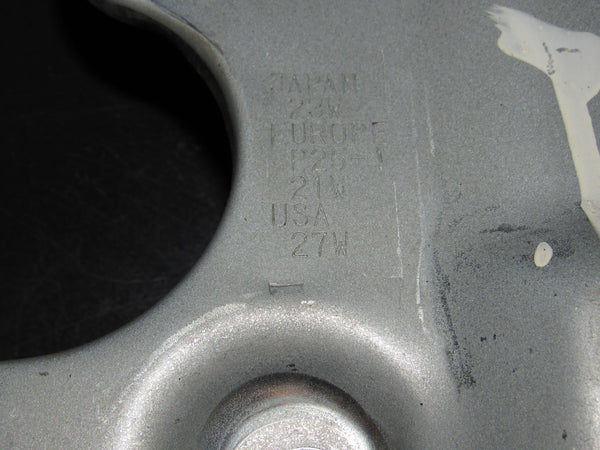 JAPAN
23W
EUROPE
P25-1
21W
USA
27W